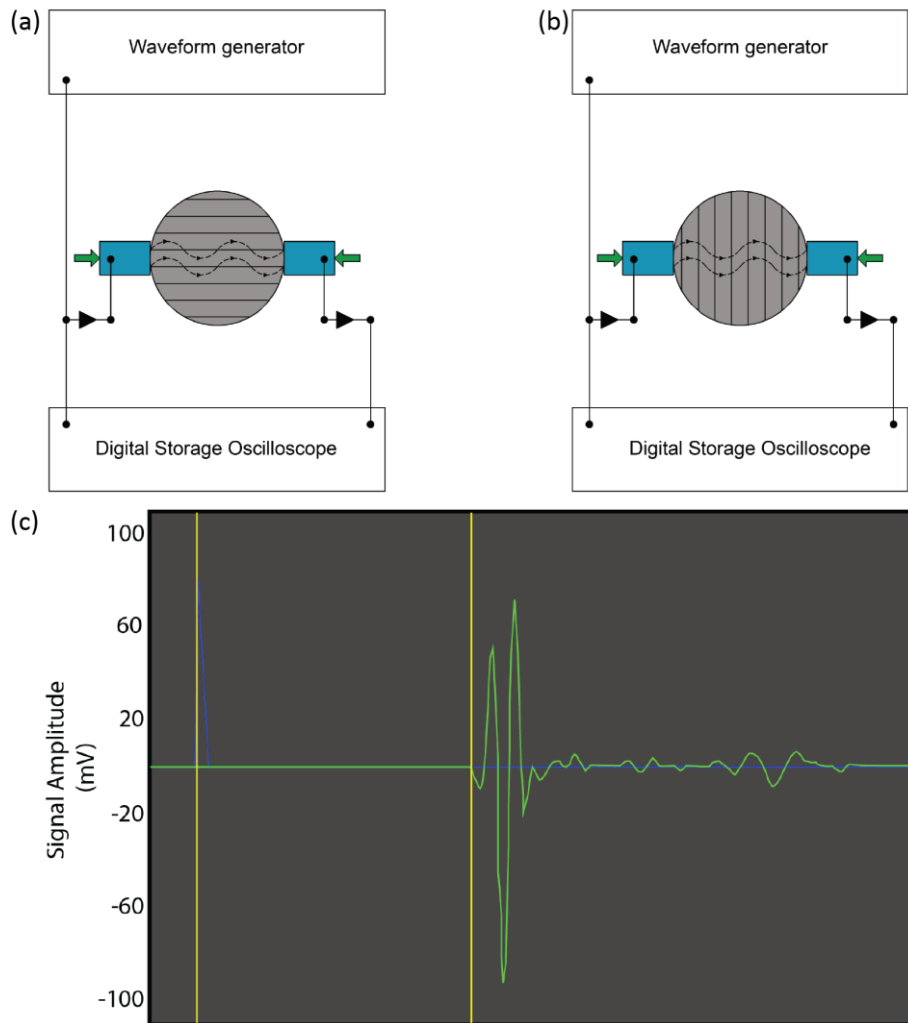 (a)
Waveform generator
Digital Storage Oscilloscope
(b)
Waveform generator
Digital Storage Oscilloscope
(c)
Signal Amplitude
(mV)
100
60
20
-20
-60
-100